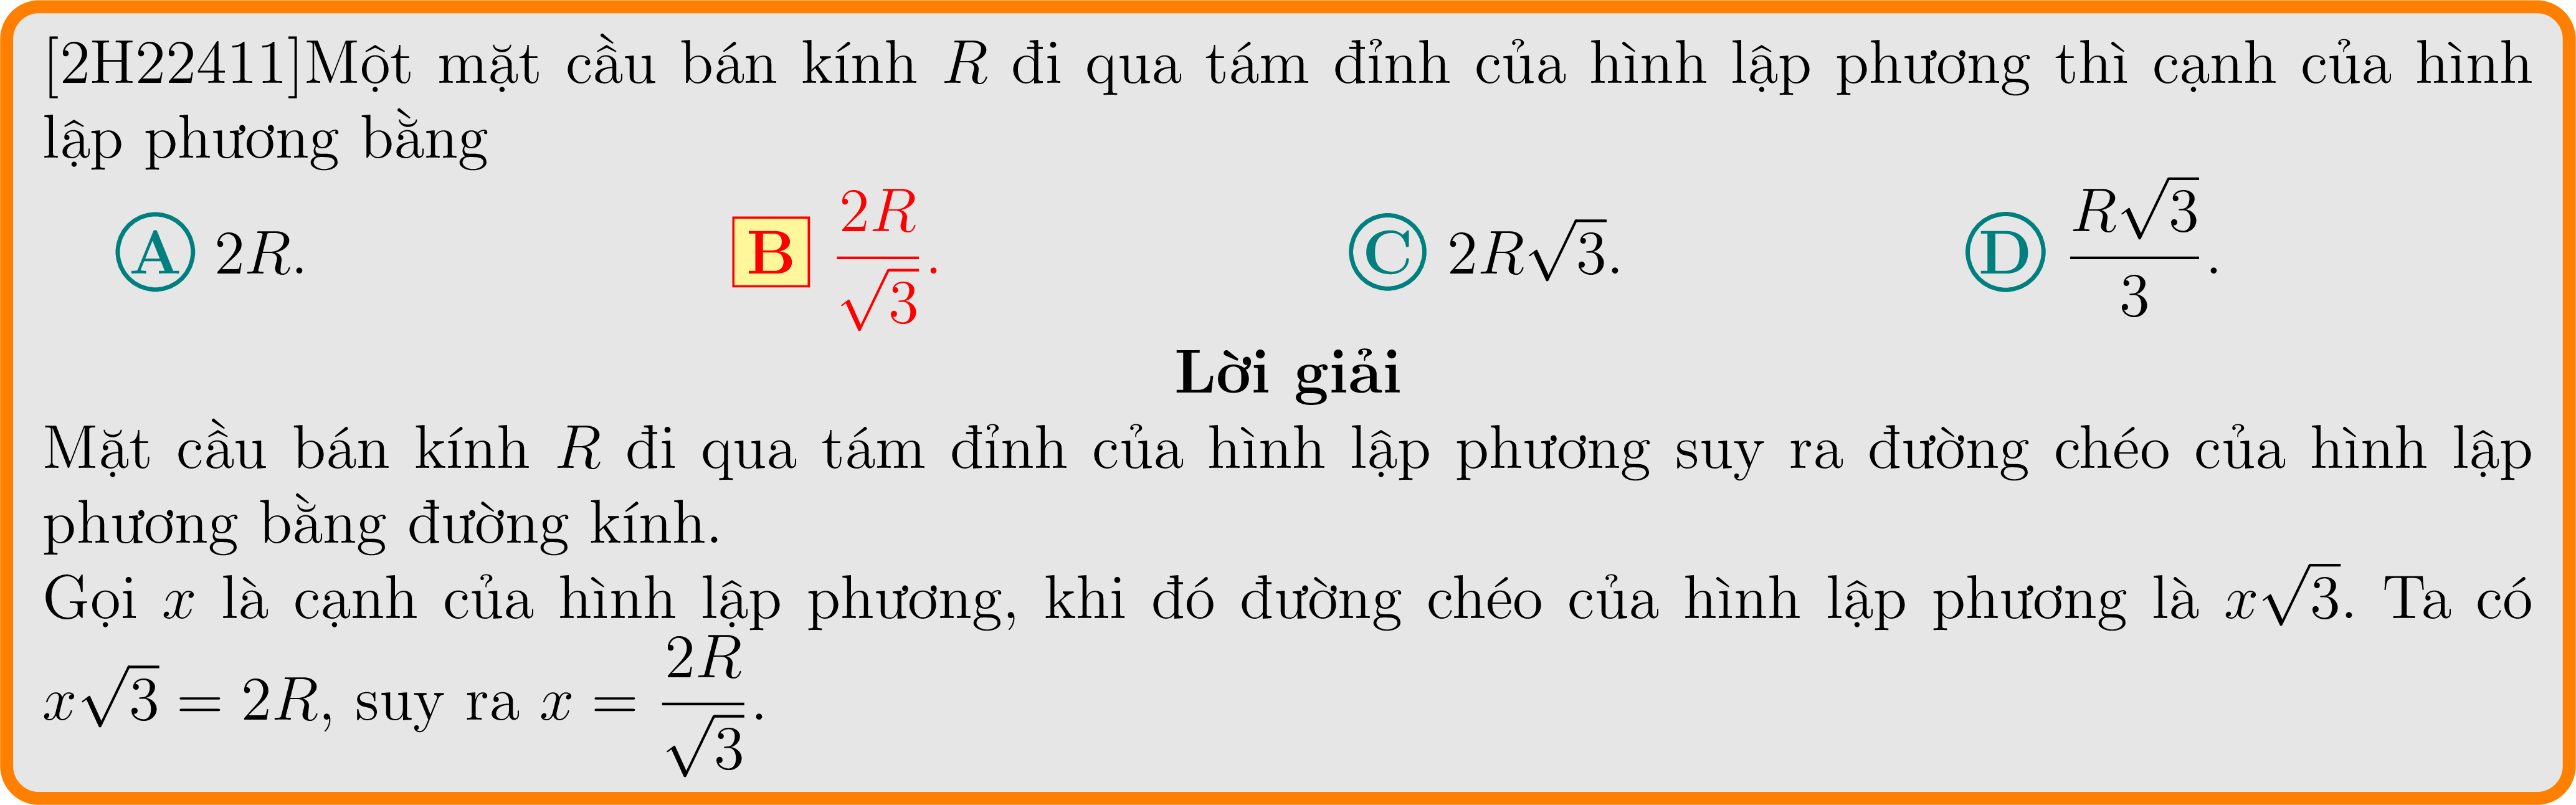 [2H22411]Một mặt cầu bán kính R đi qua tám đỉnh của hình lập phương thì cạnh của hình
lập phương bằng
A 2R. B $\frac{2R}{\sqrt{3}}$. C $2R\sqrt{3}$. D $\frac{R\sqrt{3}}{3}$.
Lời giải
Mặt cầu bán kính R đi qua tám đỉnh của hình lập phương suy ra đường chéo của hình lập
phương bằng đường kính.
Gọi x là cạnh của hình lập phương, khi đó đường chéo của hình lập phương là $x\sqrt{3}$. Ta có
$x\sqrt{3} = 2R$, suy ra $x = \frac{2R}{\sqrt{3}}$.